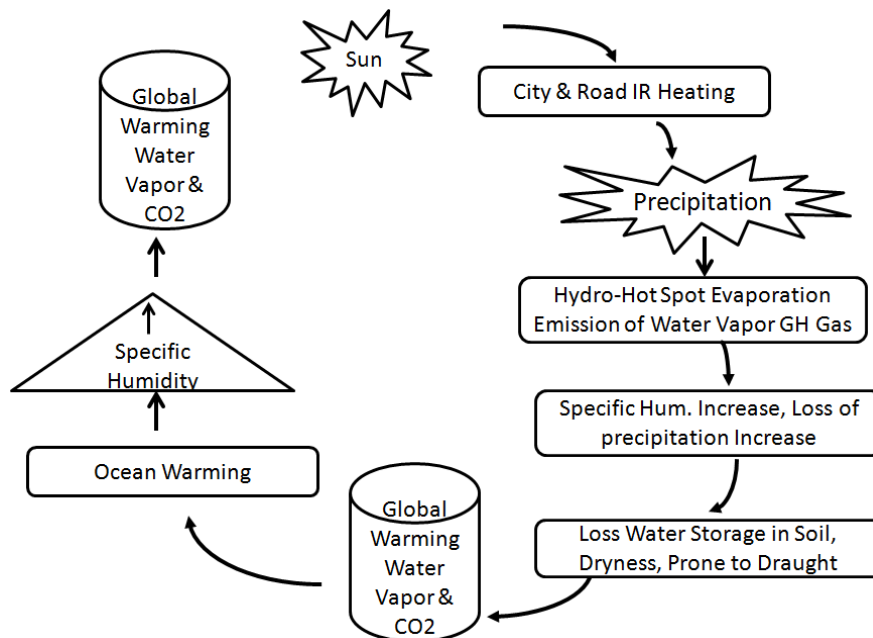 Sun
City & Road IR Heating
Precipitation
Hydro-Hot Spot Evaporation
Emission of Water Vapor GH Gas
Specific Hum. Increase, Loss of
precipitation Increase
Loss Water Storage in Soil,
Dryness, Prone to Draught
Global
Warming
Water
Vapor &
CO2
Ocean Warming
Specific
Humidity
Global
Warming
Water
Vapor &
CO2